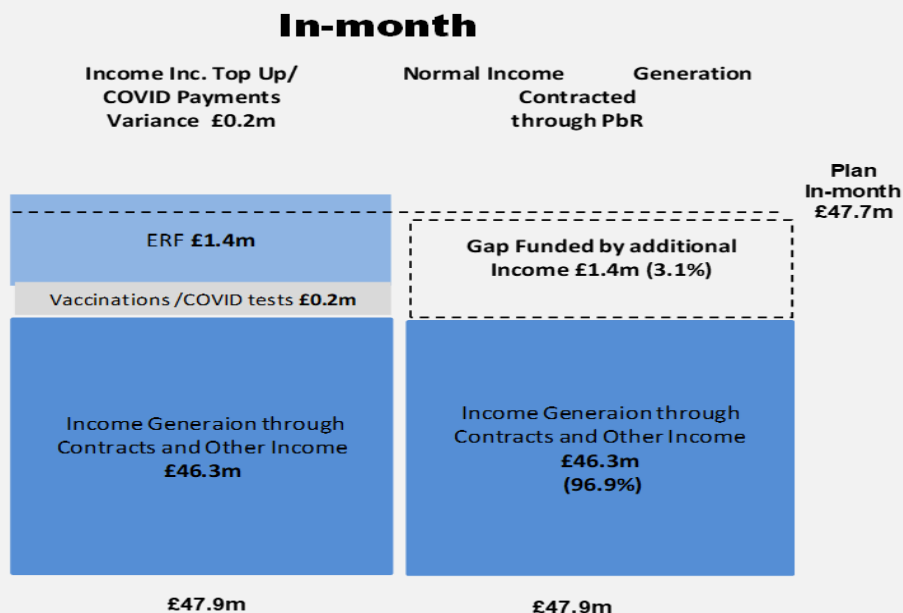 In-month
Income Inc. Top Up/
COVID Payments
Variance £0.2m
Normal Income Generation
Contracted
through PbR
Plan
In-month
£47.7m
ERF £1.4m
Gap Funded by additional
Income £1.4m (3.1%)
Vaccinations /COVID tests £0.2m
Income Generaion through
Contracts and Other Income
£46.3m
Income Generaion through
Contracts and Other Income
£46.3m
(96.9%)
£47.9m
£47.9m